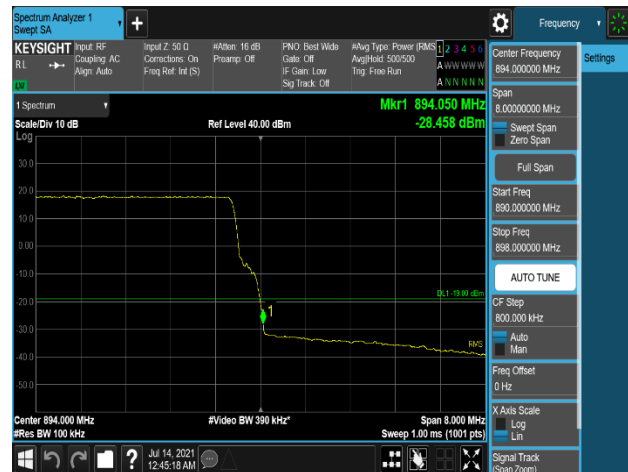 Spectrum Analyzer 1
Swept SA
Frequency
KEYSIGHT
RL
Input: RF
Coupling: AC
Align: Auto
Input Z: 50 Ω
Corrections: On
Freq Ref: Int (S)
#Atten: 16 dB
Preamp: Off
PNO: Best Wide
Gate: Off
IF Gain: Low
Sig Track: Off
#Avg Type: Power (RMS
Avg|Hold: 500/500
Trig: Free Run
1 2 3 4 5 6
A W W W W W
A N N N N N
Settings
1 Spectrum
Mkr1 894.050 MHz
Scale/Div 10 dB
Ref Level 40.00 dBm
-28.458 dBm
Log
30.0
20.0
10.0
0.00
-10.0
-20.0
-30.0
-40.0
-50.0
DL1 -19.00 dBm
1
RMS
Center 894.000 MHz
#Video BW 390 kHz*
Span 8.000 MHz
#Res BW 100 kHz
Sweep 1.00 ms (1001 pts)
Center Frequency
894.000000 MHz
Span
8.00000000 MHz
Swept Span
Zero Span
Full Span
Start Freq
890.000000 MHz
Stop Freq
898.000000 MHz
AUTO TUNE
CF Step
800.000 kHz
Auto
Man
Freq Offset
0 Hz
X Axis Scale
Log
Lin
Signal Track
(Span Zoom)
?
Jul 14, 2021
12:45:18 AM